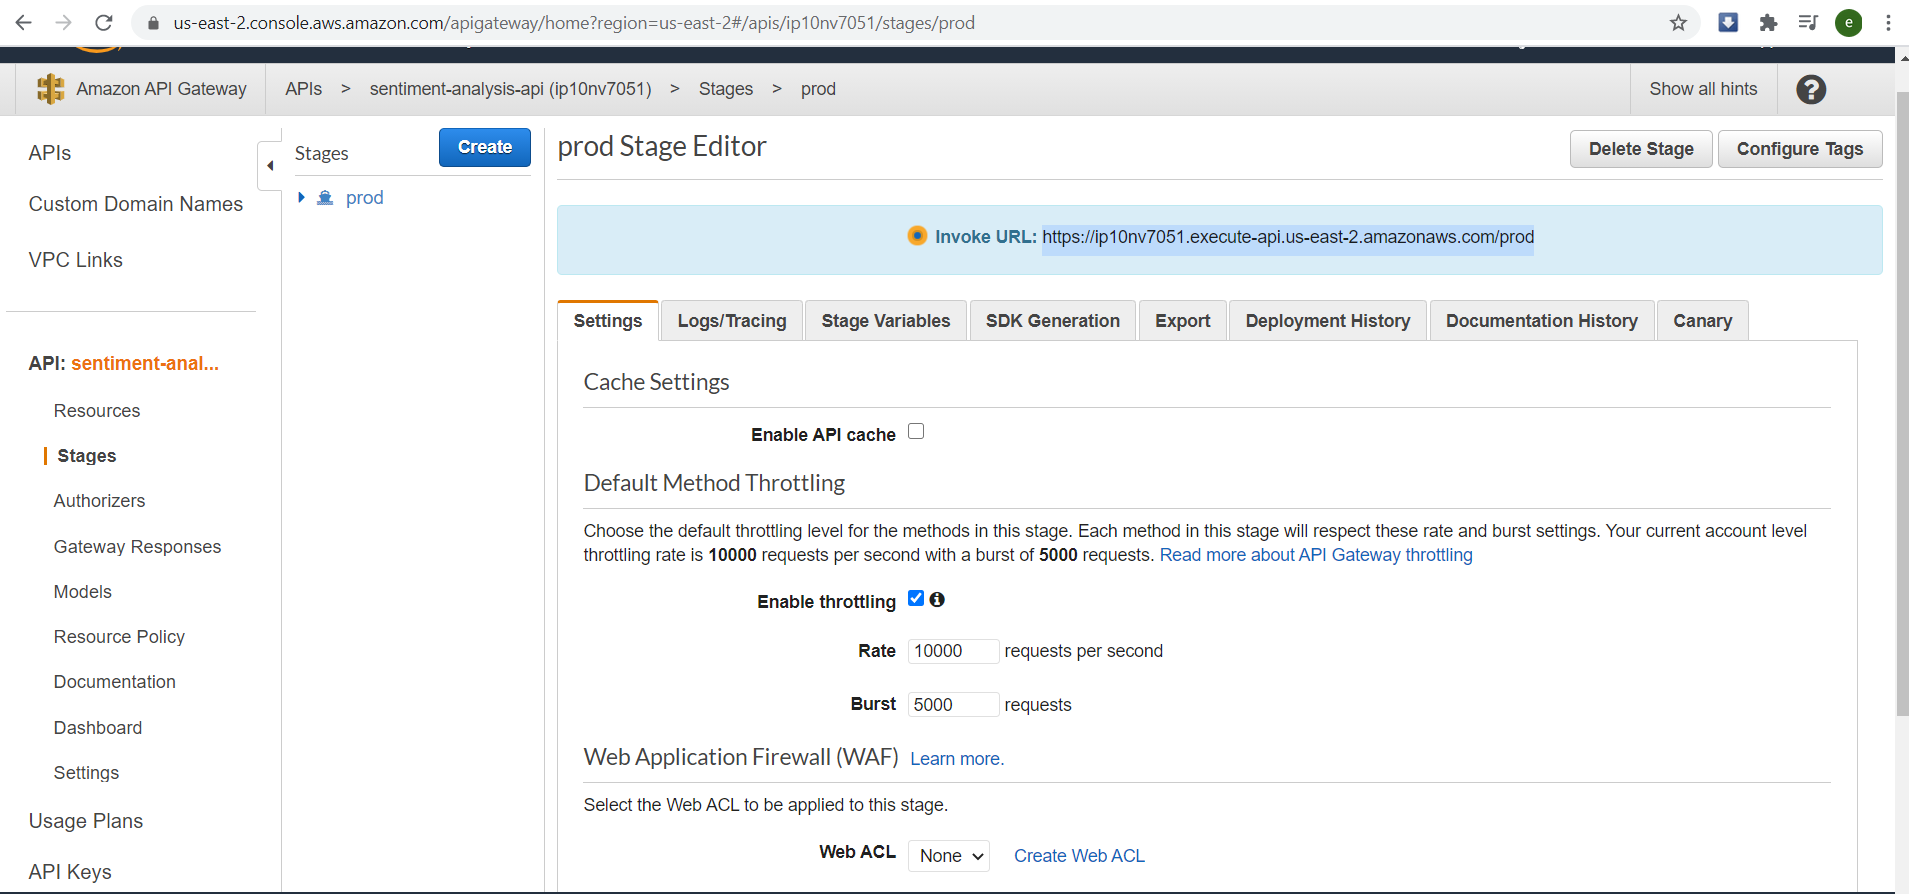 us-east-2.console.aws.amazon.com/apigateway/home?region=us-east-2#/apis/ip10nv7051/stages/prod
e
Amazon API Gateway
APIs > sentiment-analysis-api (ip10nv7051) > Stages > prod
Show all hints
?
APIs
Custom Domain Names
VPC Links
API: sentiment-anal...
Resources
Stages
Authorizers
Gateway Responses
Models
Resource Policy
Documentation
Dashboard
Settings
Usage Plans
API Keys
Stages
Create
prod
prod Stage Editor
Delete Stage
Configure Tags
Invoke URL: https://ip10nv7051.execute-api.us-east-2.amazonaws.com/prod
Settings
Logs/Tracing
Stage Variables
SDK Generation
Export
Deployment History
Documentation History
Canary
Cache Settings
Enable API cache
Default Method Throttling
Choose the default throttling level for the methods in this stage. Each method in this stage will respect these rate and burst settings. Your current account level
throttling rate is 10000 requests per second with a burst of 5000 requests. Read more about API Gateway throttling
Enable throttling
Rate 10000 requests per second
Burst 5000 requests
Web Application Firewall (WAF) Learn more.
Select the Web ACL to be applied to this stage.
Web ACL None Create Web ACL